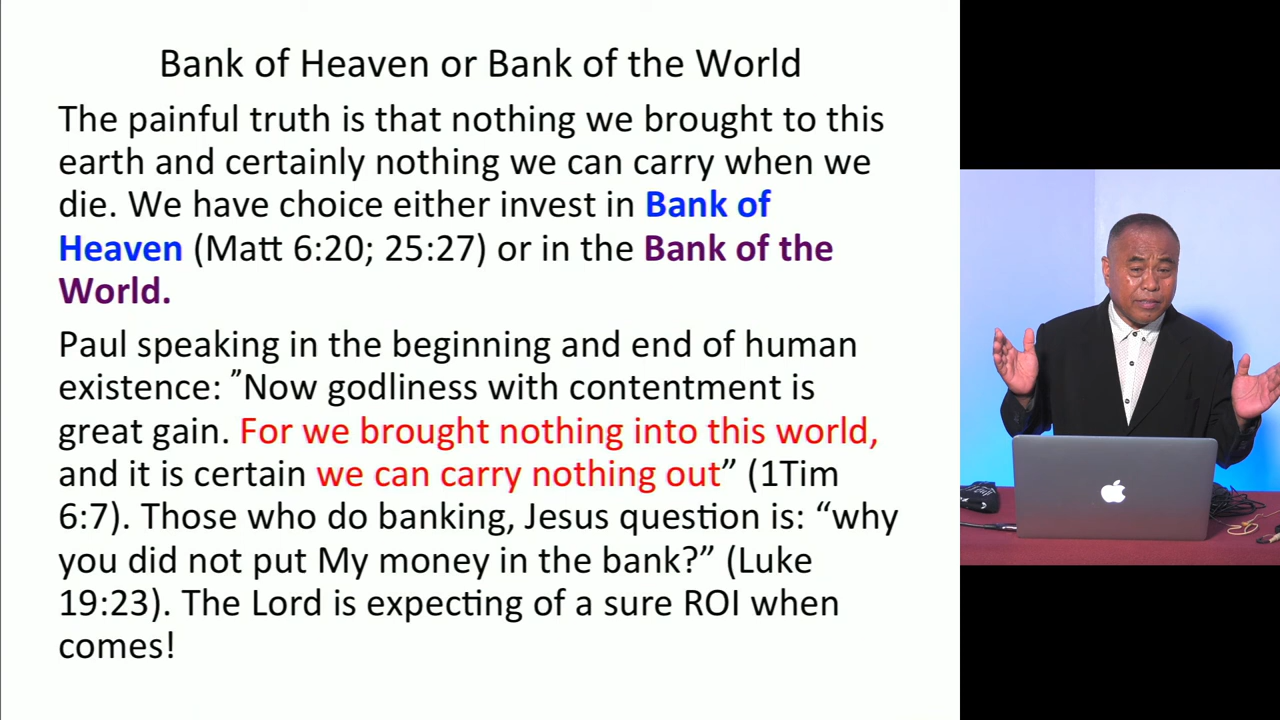 Bank of Heaven or Bank of the World
The painful truth is that nothing we brought to this
earth and certainly nothing we can carry when we
die. We have choice either invest in Bank of
Heaven (Matt 6:20; 25:27) or in the Bank of the
World.
Paul speaking in the beginning and end of human
existence: "Now godliness with contentment is
great gain. For we brought nothing into this world,
and it is certain we can carry nothing out” (1Tim
6:7). Those who do banking, Jesus question is: “why
you did not put My money in the bank?” (Luke
19:23). The Lord is expecting of a sure ROI when
comes!